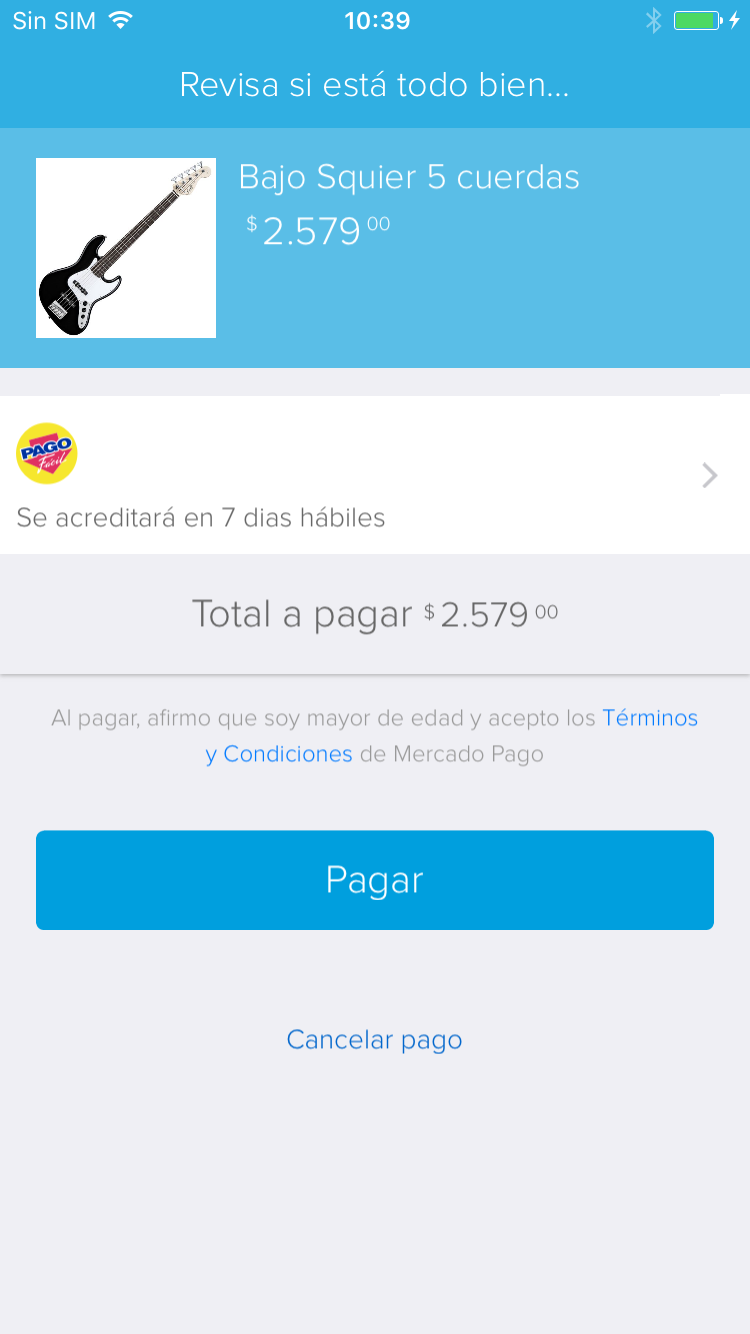 Sin SIM 10:39
Revisa si está todo bien...
Bajo Squier 5 cuerdas
$ 2.579 00
PAGO
Fácil
Se acreditará en 7 dias hábiles
Total a pagar $ 2.579 00
Al pagar, afirmo que soy mayor de edad y acepto los Términos
y Condiciones de Mercado Pago
Pagar
Cancelar pago